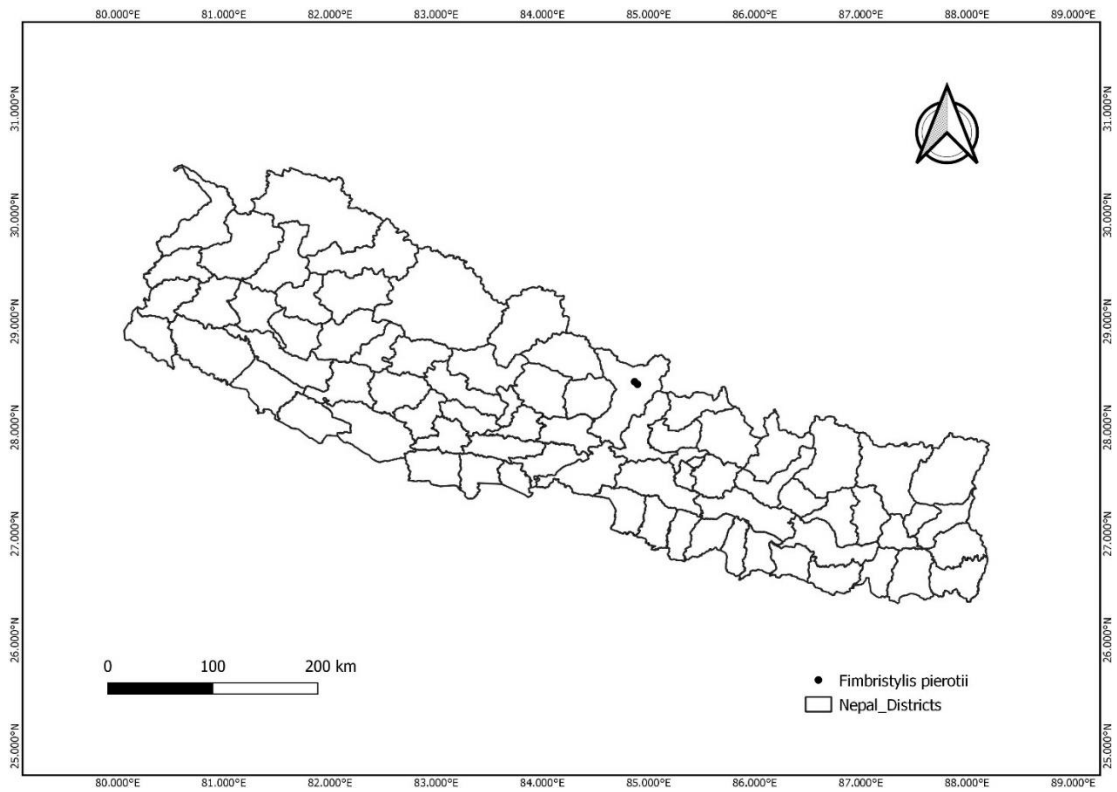 80.000°E 81.000°E 82.000°E 83.000°E 84.000°E 85.000°E 86.000°E 87.000°E 88.000°E 89.000°E
31.000°N
30.000°N
29.000°N
28.000°N
27.000°N
26.000°N
25.000°N
31.000°N
30.000°N
29.000°N
28.000°N
27.000°N
26.000°N
25.000°N
0 100 200 km
Fimbristylis pierotii
Nepal_Districts
80.000°E 81.000°E 82.000°E 83.000°E 84.000°E 85.000°E 86.000°E 87.000°E 88.000°E 89.000°E